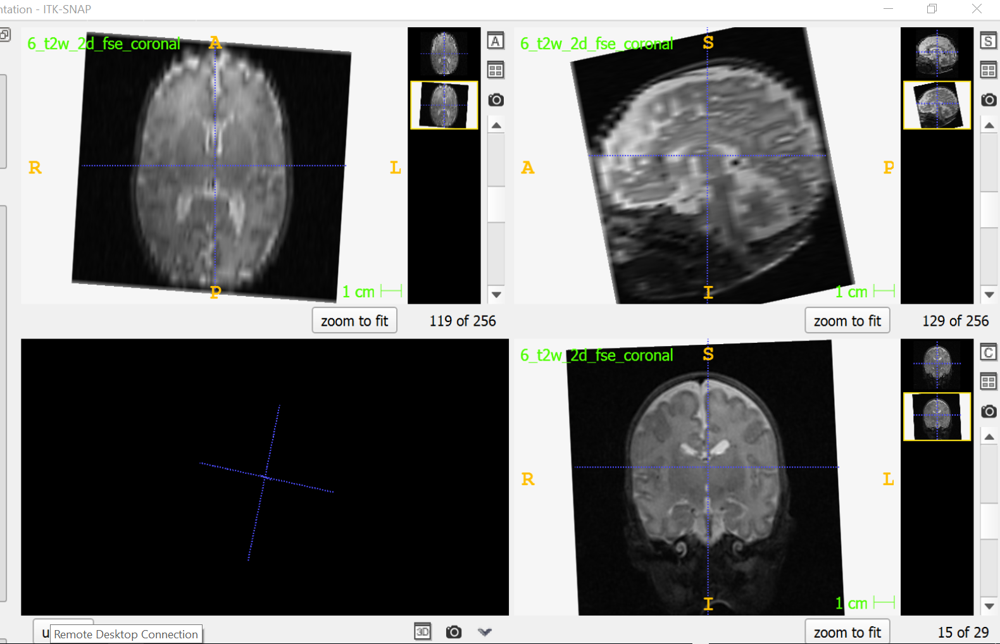 ntation - ITK-SNAP
6_t2w_2d_fse_coronal
A
R
L
P
1 cm
A
zoom to fit
119 of 256
6_t2w_2d_fse_coronal
S
A
P
I
1 cm
S
zoom to fit
129 of 256
u
Remote Desktop Connection
3D
6_t2w_2d_fse_coronal
S
R
L
I
1 cm
C
zoom to fit
15 of 29